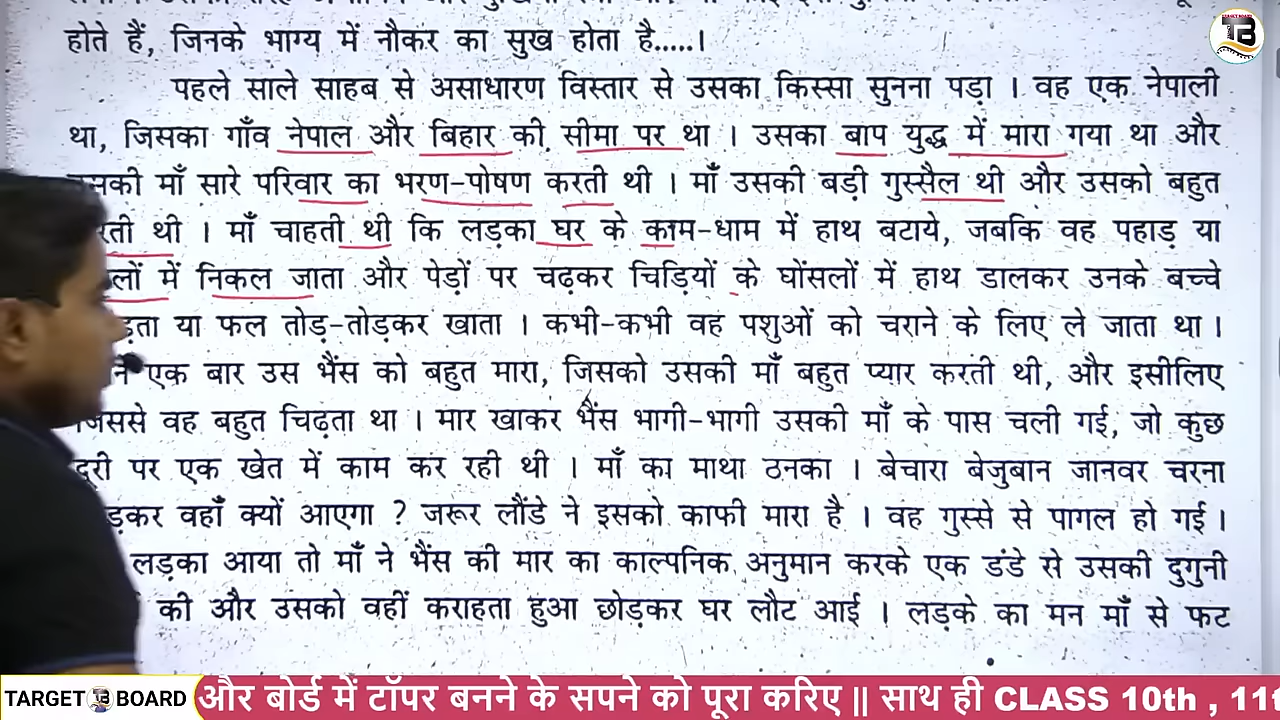 होते हैं, जिनके भाग्य में नौकर का सुख होता है.....।
पहले साले साहब से असाधारण विस्तार से उसका किस्सा सुनना पड़ा । वह एक नेपाली
था, जिसका गाँव नेपाल और बिहार की सीमा पर था । उसका बाप युद्ध में मारा गया था और
माँ सारे परिवार का भरण-पोषण करती थी । माँ उसकी बड़ी गुस्सैल थी और उसको बहुत
थी । माँ चाहती थी कि लड़का घर के काम-धाम में हाथ बटाये, जबकि वह पहाड़ या
में निकल जाता और पेड़ों पर चढ़कर चिड़ियों के घोंसलों में हाथ डालकर उनके बच्चे
या फल तोड़-तोड़कर खाता । कभी-कभी वह पशुओं को चराने के लिए ले जाता था ।
एक बार उस भैंस को बहुत मारा, जिसको उसकी माँ बहुत प्यार करती थी, और इसीलिए
जिससे वह बहुत चिढ़ता था । मार खाकर भैंस भागी-भागी उसकी माँ के पास चली गई, जो कुछ
दूरी पर एक खेत में काम कर रही थी । माँ का माथा ठनका । बेचारा बेजुबान जानवर चरना
वहाँ क्यों आएगा ? जरूर लौंडे ने इसको काफी मारा है । वह गुस्से से पागल हो गई ।
लड़का आया तो माँ ने भैंस की मार का काल्पनिक अनुमान करके एक डंडे से उसकी दुगुनी
की और उसको वहीं कराहता हुआ छोड़कर घर लौट आई । लड़के का मन माँ से फट
TARGET BOARD
TB
TARGET TB BOARD
और बोर्ड में टॉपर बनने के सपने को पूरा करिए || साथ ही CLASS 10th , 11t